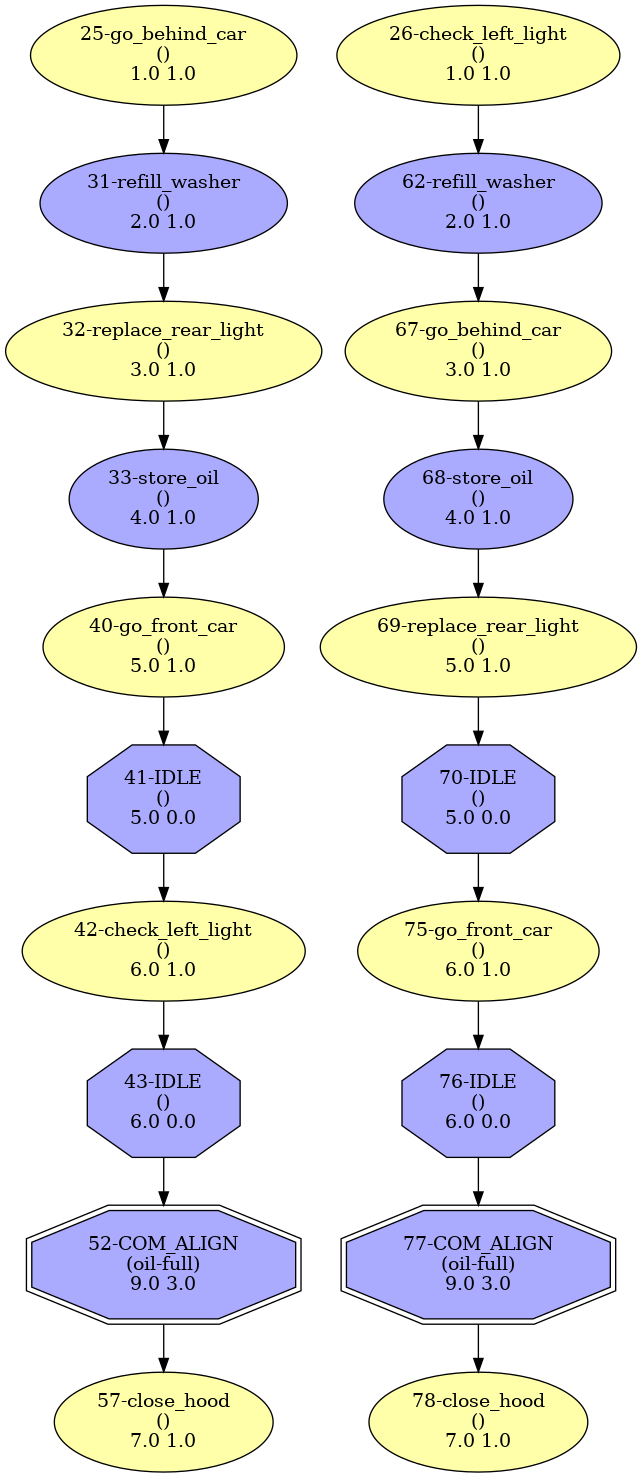 25-go_behind_car
()
1.0 1.0
31-refill_washer
()
2.0 1.0
32-replace_rear_light
()
3.0 1.0
33-store_oil
()
4.0 1.0
40-go_front_car
()
5.0 1.0
41-IDLE
()
5.0 0.0
42-check_left_light
()
6.0 1.0
43-IDLE
()
6.0 0.0
52-COM_ALIGN
(oil-full)
9.0 3.0
57-close_hood
()
7.0 1.0
26-check_left_light
()
1.0 1.0
62-refill_washer
()
2.0 1.0
67-go_behind_car
()
3.0 1.0
68-store_oil
()
4.0 1.0
69-replace_rear_light
()
5.0 1.0
70-IDLE
()
5.0 0.0
75-go_front_car
()
6.0 1.0
76-IDLE
()
6.0 0.0
77-COM_ALIGN
(oil-full)
9.0 3.0
78-close_hood
()
7.0 1.0